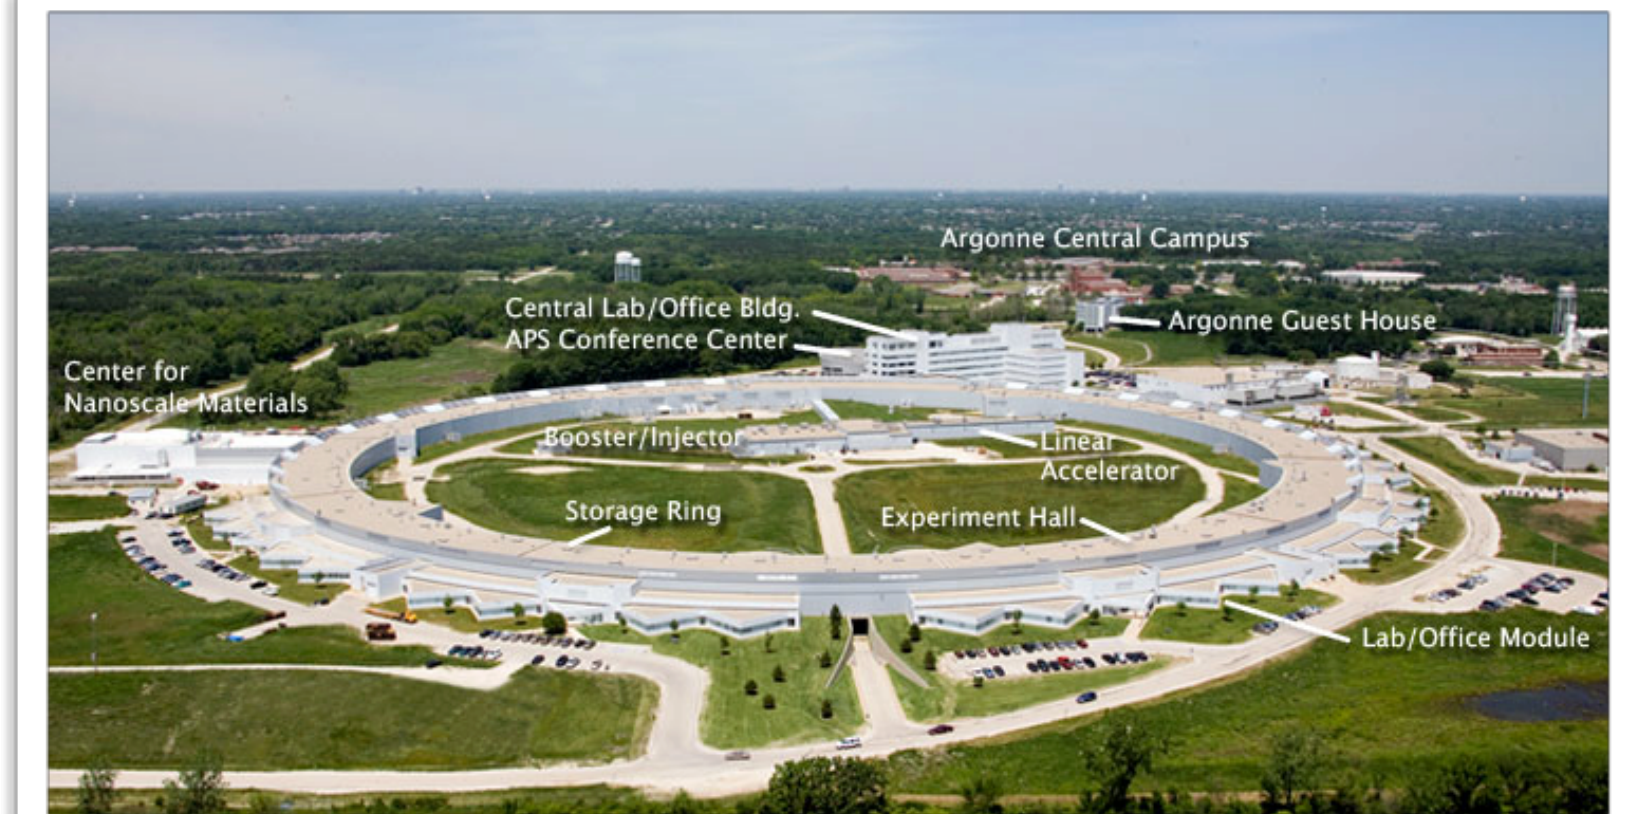 Argonne Central Campus
Central Lab/Office Bldg.
APS Conference Center
Argonne Guest House
Center for
Nanoscale Materials
Booster/Injector
Linear
Accelerator
Storage Ring
Experiment Hall
Lab/Office Module